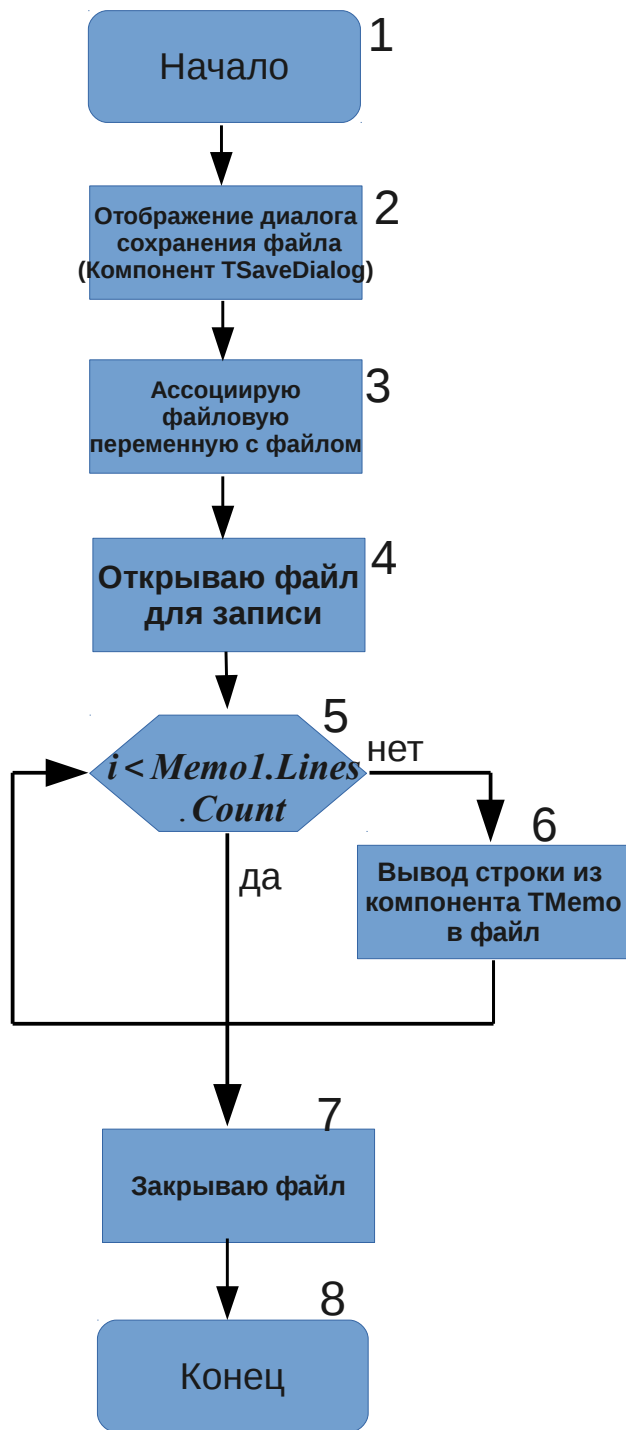 1
Начало
2
Отображение диалога
сохранения файла
(Компонент TSaveDialog)
3
Ассоциирую
файловую
переменную с файлом
4
Открываю файл
для записи
5
i < Memo1.Lines
.Count
нет
да
6
Вывод строки из
компонента TMemo
в файл
7
Закрываю файл
8
Конец